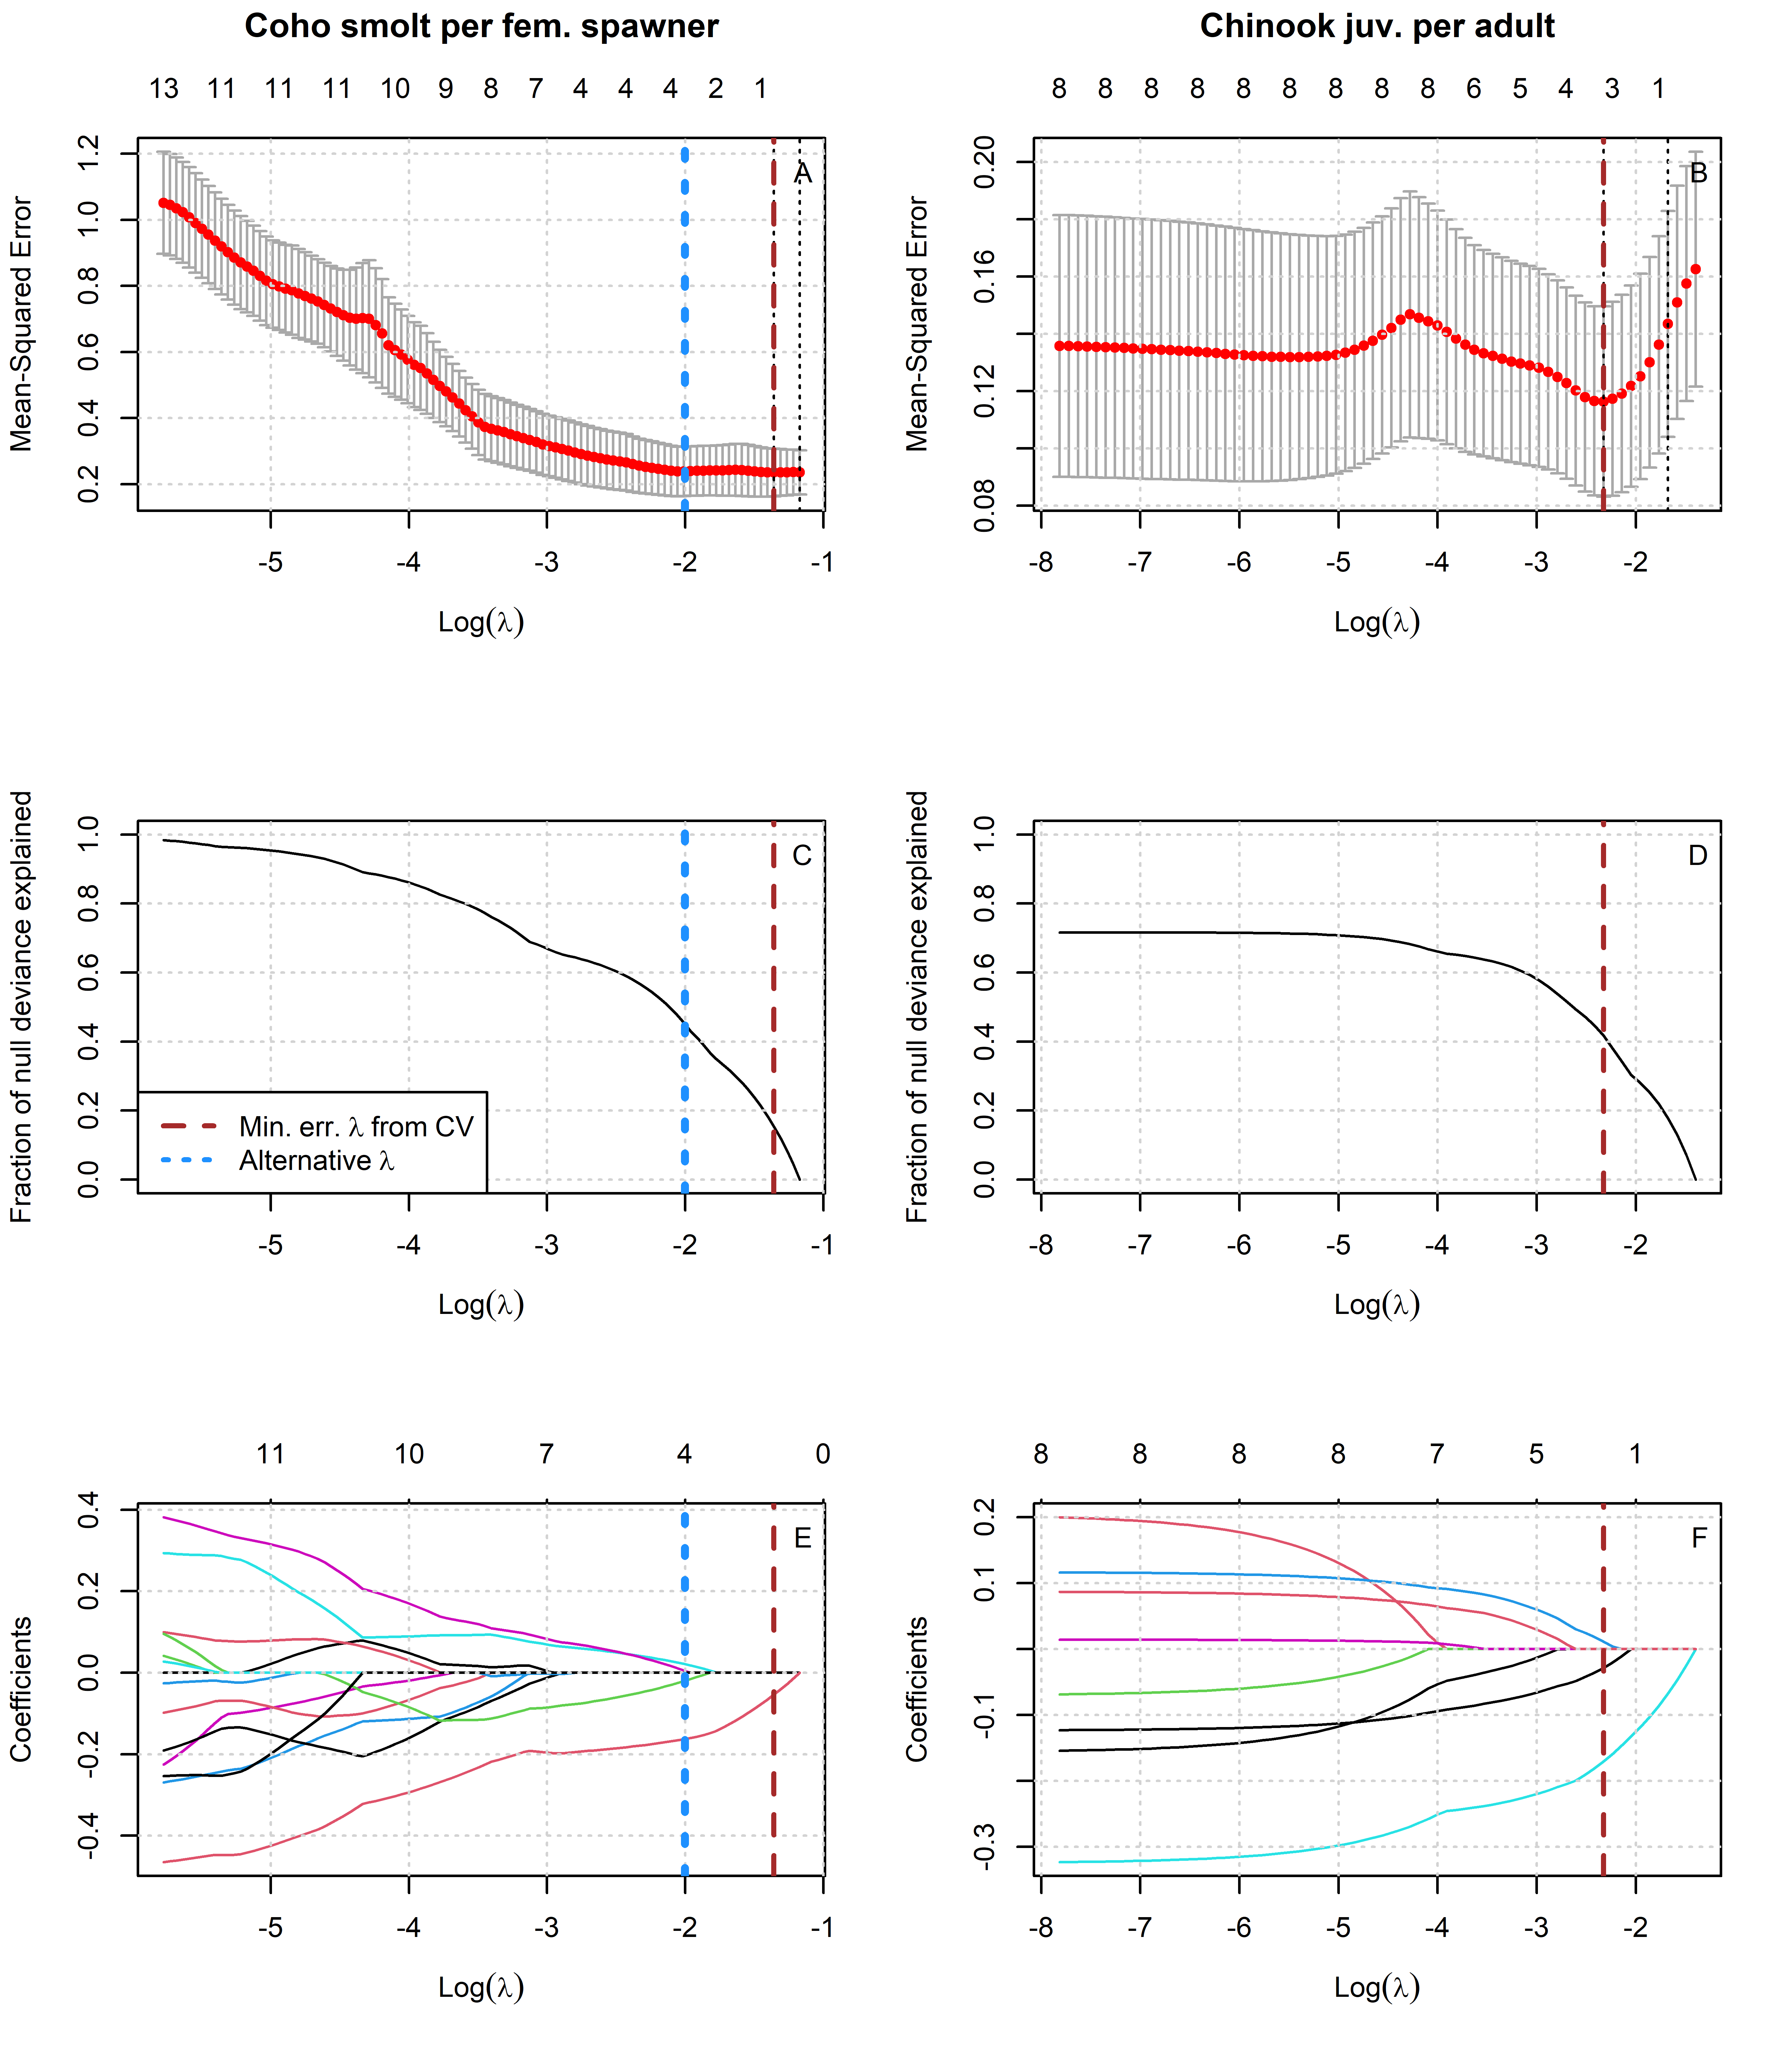 Coho smolt per fem. spawner
Chinook juv. per adult
13 11 11 11 10 9 8 7 4 4 4 2 1
8 8 8 8 8 8 8 8 8 6 5 4 3 1
Mean-Squared Error
1.2
1.0
0.8
0.6
0.4
0.2
A
-5 -4 -3 -2 -1
Log(λ)
Mean-Squared Error
0.20
0.16
0.12
0.08
B
-8 -7 -6 -5 -4 -3 -2
Log(λ)
Fraction of null deviance explained
1.0
0.8
0.6
0.4
0.2
0.0
C
Min. err. λ from CV
Alternative λ
-5 -4 -3 -2 -1
Log(λ)
Fraction of null deviance explained
1.0
0.8
0.6
0.4
0.2
0.0
D
-8 -7 -6 -5 -4 -3 -2
Log(λ)
11 10 7 4 0
Coefficients
0.4
0.2
0.0
-0.2
-0.4
E
-5 -4 -3 -2 -1
Log(λ)
8 8 8 8 7 5 1
Coefficients
0.2
0.1
-0.1
-0.3
F
-8 -7 -6 -5 -4 -3 -2
Log(λ)